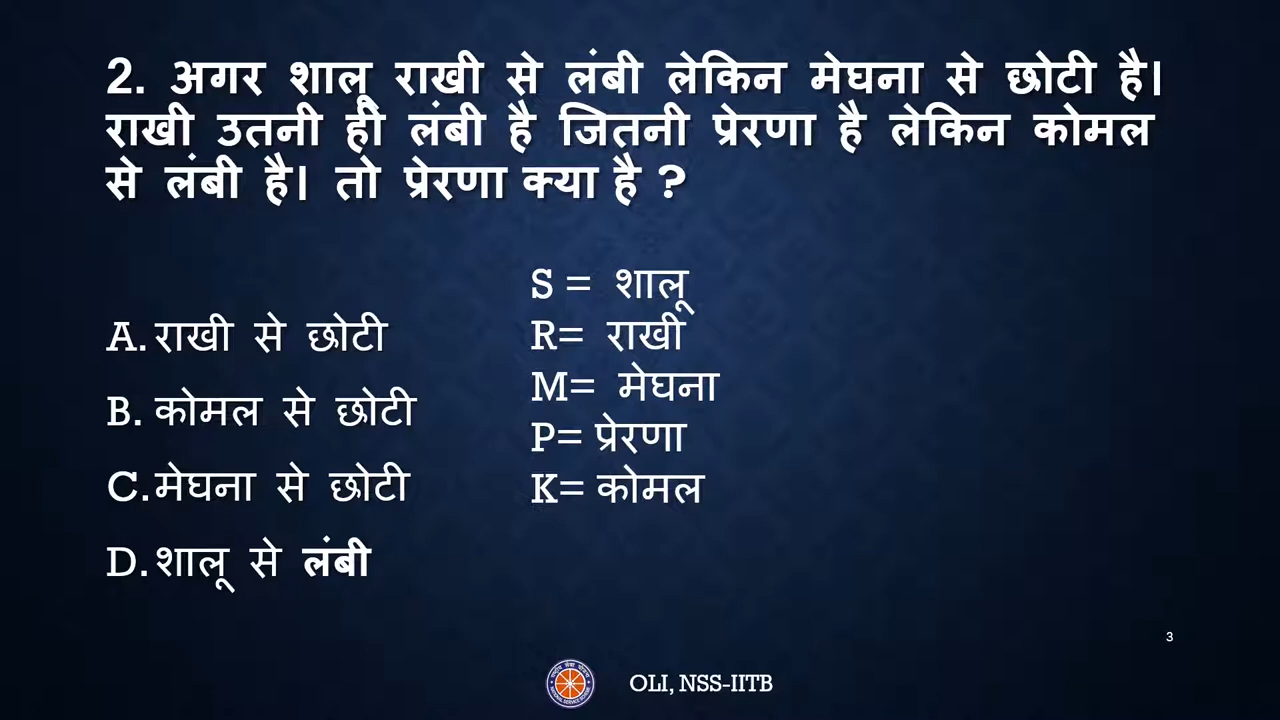 2. अगर शालू राखी से लंबी लेकिन मेघना से छोटी है।
राखी उतनी ही लंबी है जितनी प्रेरणा है लेकिन कोमल
से लंबी है। तो प्रेरणा क्या है ?
A. राखी से छोटी
B. कोमल से छोटी
C. मेघना से छोटी
D. शालू से लंबी
S = शालू
R= राखी
M= मेघना
P= प्रेरणा
K= कोमल
3
OLI, NSS-IITB